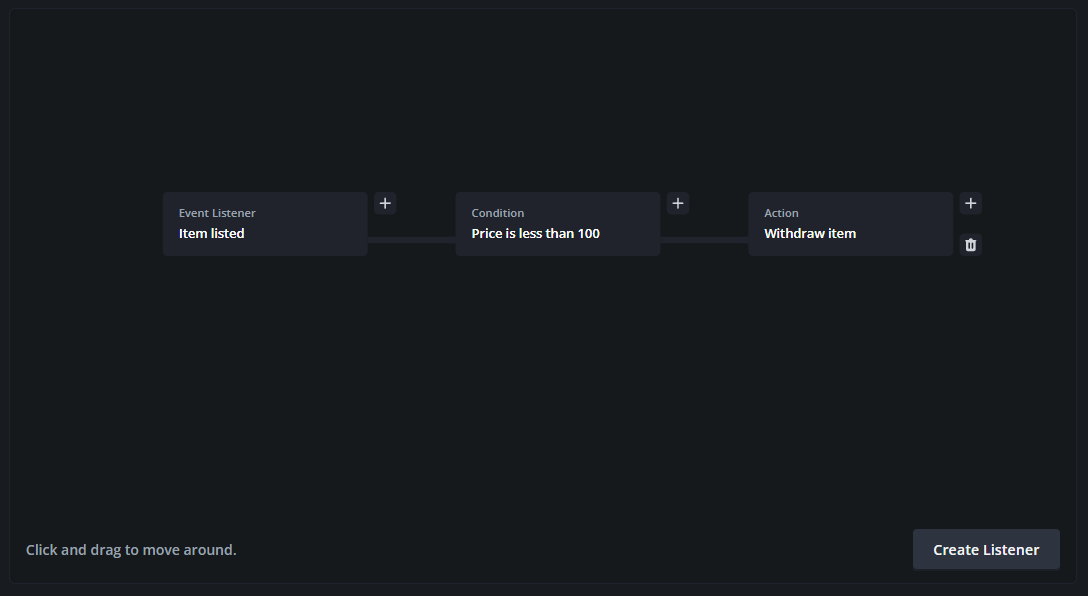 Event Listener
Item listed
Condition
Price is less than 100
Action
Withdraw item
Click and drag to move around.
Create Listener